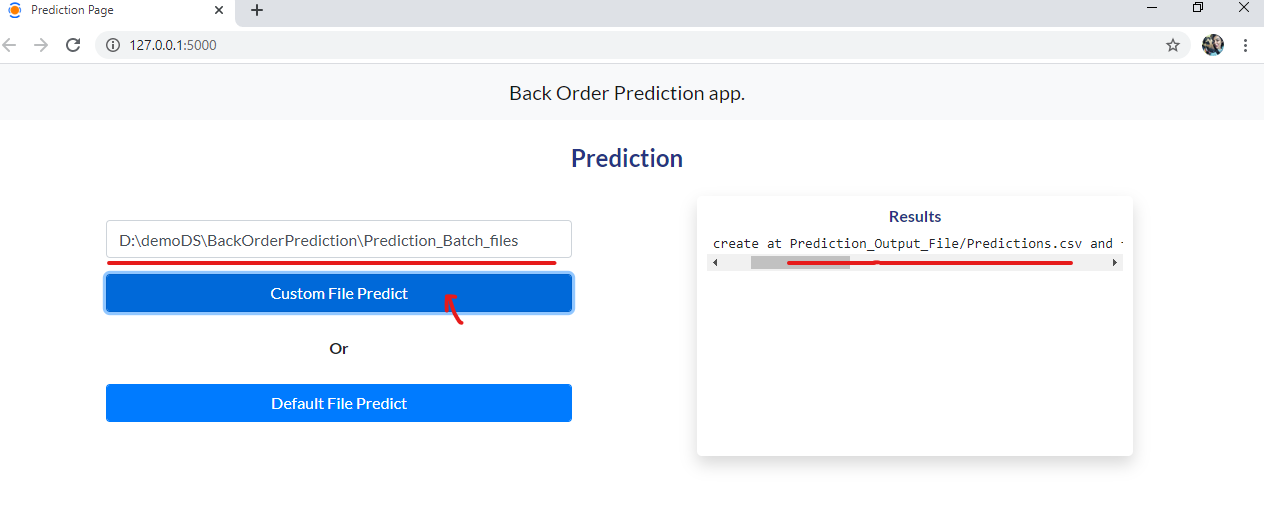 Prediction Page
127.0.0.1:5000
Back Order Prediction app.
Prediction
D:\demoDS\BackOrderPrediction\Prediction_Batch_files
Custom File Predict
Or
Default File Predict
Results
create at Prediction_Output_File/Predictions.csv and